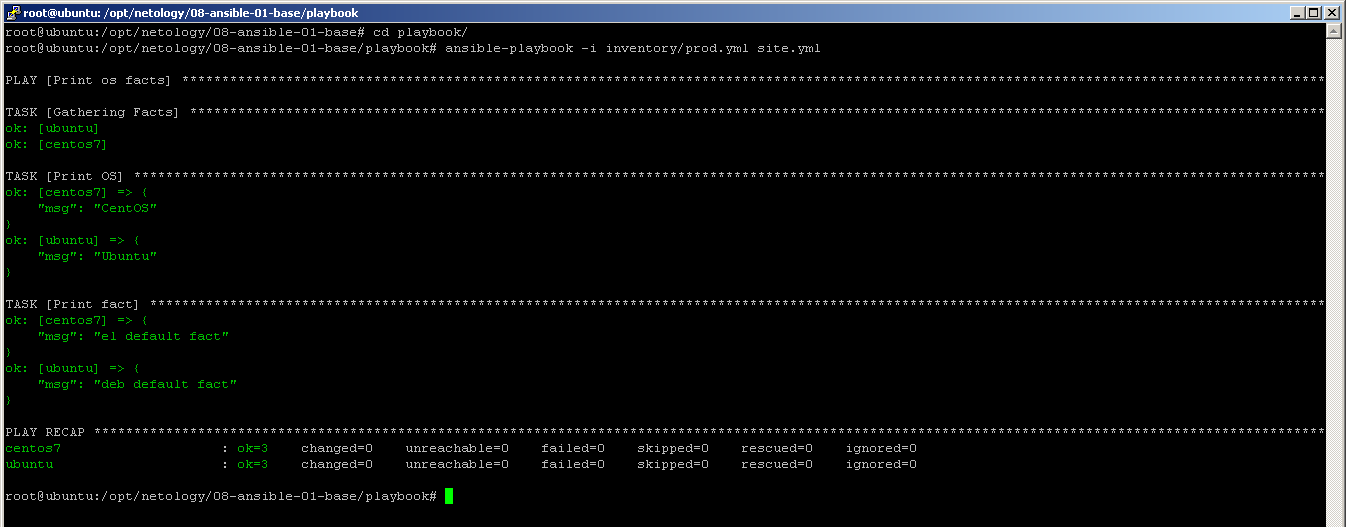 root@ubuntu: /opt/netology/08-ansible-01-base/playbook
root@ubuntu:/opt/netology/08-ansible-01-base# cd playbook/
root@ubuntu:/opt/netology/08-ansible-01-base/playbook# ansible-playbook -i inventory/prod.yml site.yml
PLAY [Print os facts] ***********************************************************************************************************************************************
TASK [Gathering Facts] **********************************************************************************************************************************************
ok: [ubuntu]
ok: [centos7]
TASK [Print OS] *****************************************************************************************************************************************************
ok: [centos7] => {
    "msg": "CentOS"
}
ok: [ubuntu] => {
    "msg": "Ubuntu"
}
TASK [Print fact] ***************************************************************************************************************************************************
ok: [centos7] => {
    "msg": "el default fact"
}
ok: [ubuntu] => {
    "msg": "deb default fact"
}
PLAY RECAP **********************************************************************************************************************************************************
centos7                    : ok=3    changed=0    unreachable=0    failed=0    skipped=0    rescued=0    ignored=0
ubuntu                     : ok=3    changed=0    unreachable=0    failed=0    skipped=0    rescued=0    ignored=0
root@ubuntu:/opt/netology/08-ansible-01-base/playbook#